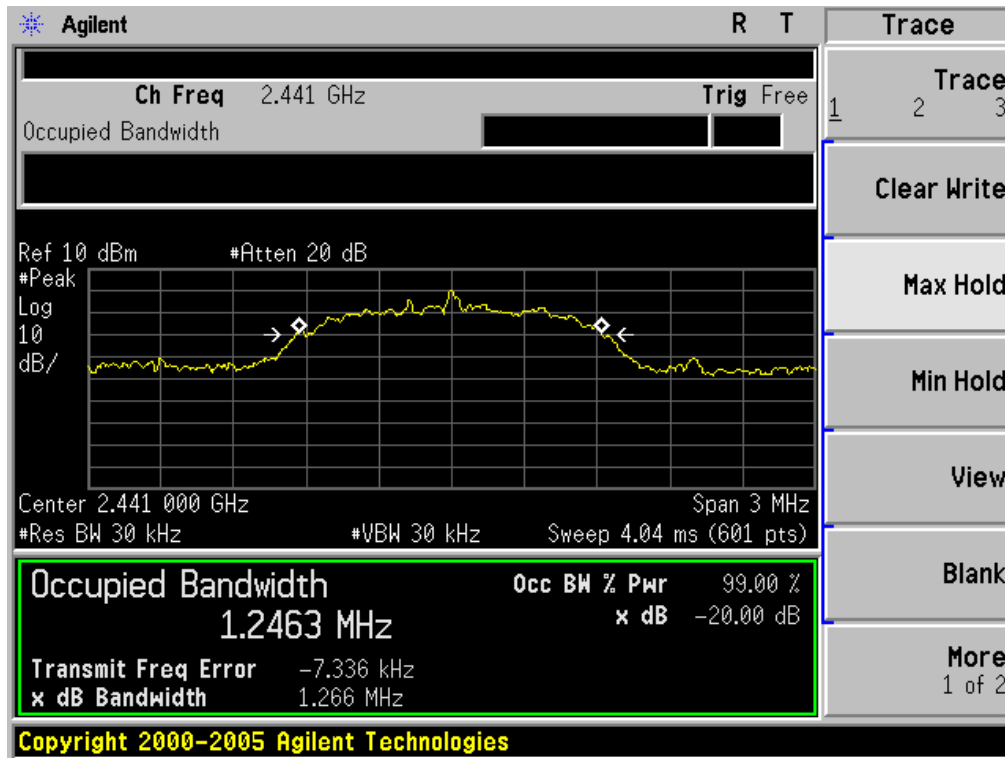 Agilent R T
Ch Freq 2.441 GHz Trig Free
Occupied Bandwidth
Ref 10 dBm #Atten 20 dB
#Peak
Log
10
dB/
Center 2.441 000 GHz Span 3 MHz
#Res BW 30 kHz #VBW 30 kHz Sweep 4.04 ms (601 pts)
Occupied Bandwidth Occ BW % Pwr 99.00 %
1.2463 MHz x dB -20.00 dB
Transmit Freq Error -7.336 kHz
x dB Bandwidth 1.266 MHz
Copyright 2000-2005 Agilent Technologies
Trace
Trace
1 2 3
Clear Write
Max Hold
Min Hold
View
Blank
More
1 of 2